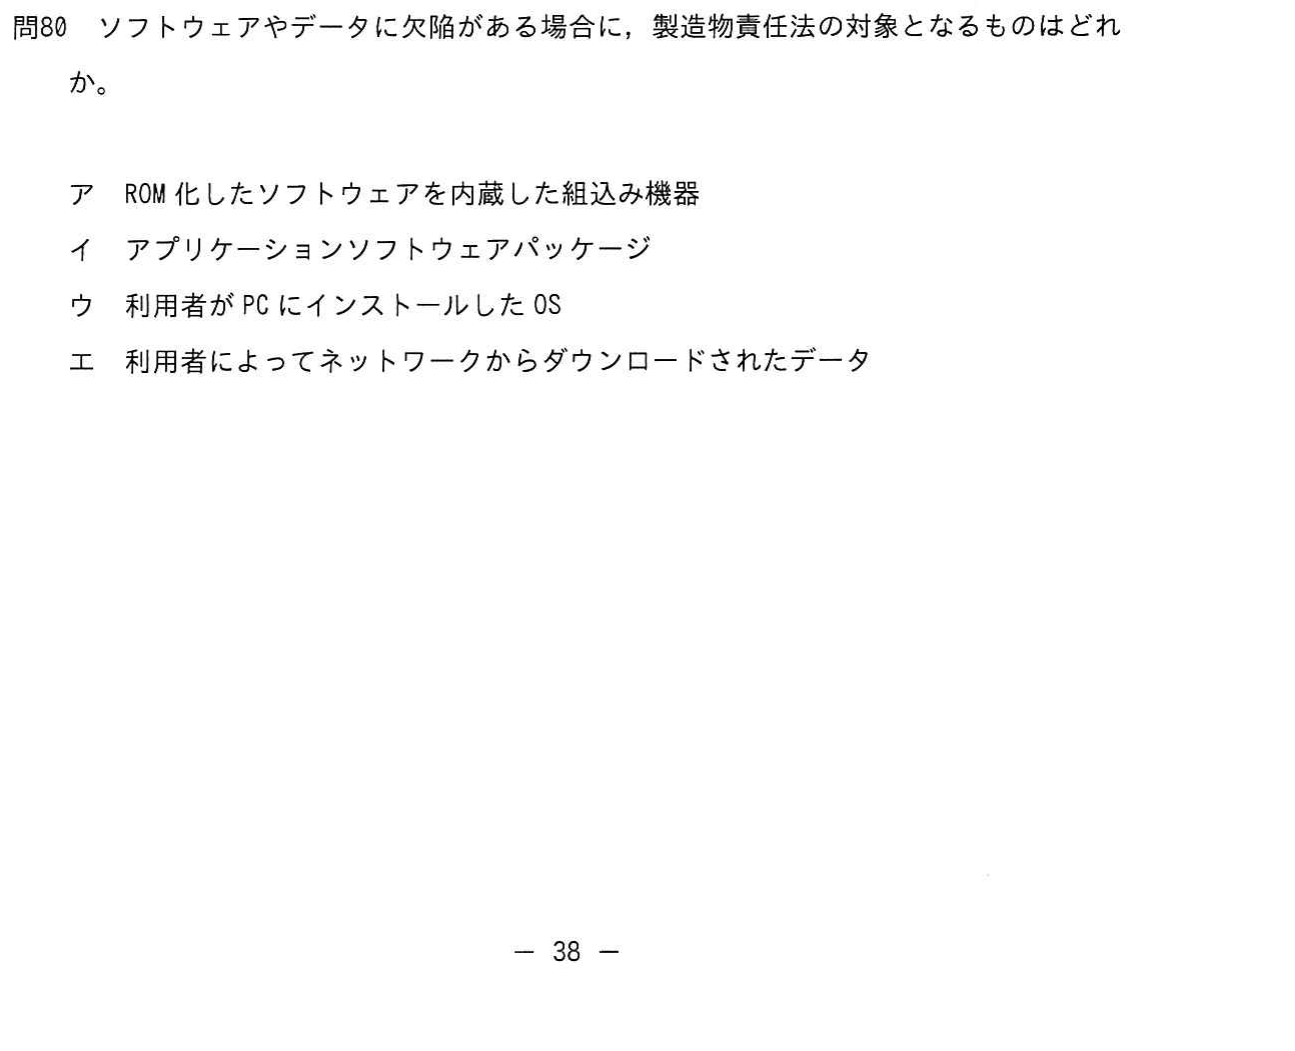 問80　ソフトウェアやデータに欠陥がある場合に，製造物責任法の対象となるものはどれ
か。
ア　ROM 化したソフトウェアを内蔵した組込み機器
イ　アプリケーションソフトウェアパッケージ
ウ　利用者が PC にインストールした OS
エ　利用者によってネットワークからダウンロードされたデータ
－ 38 －